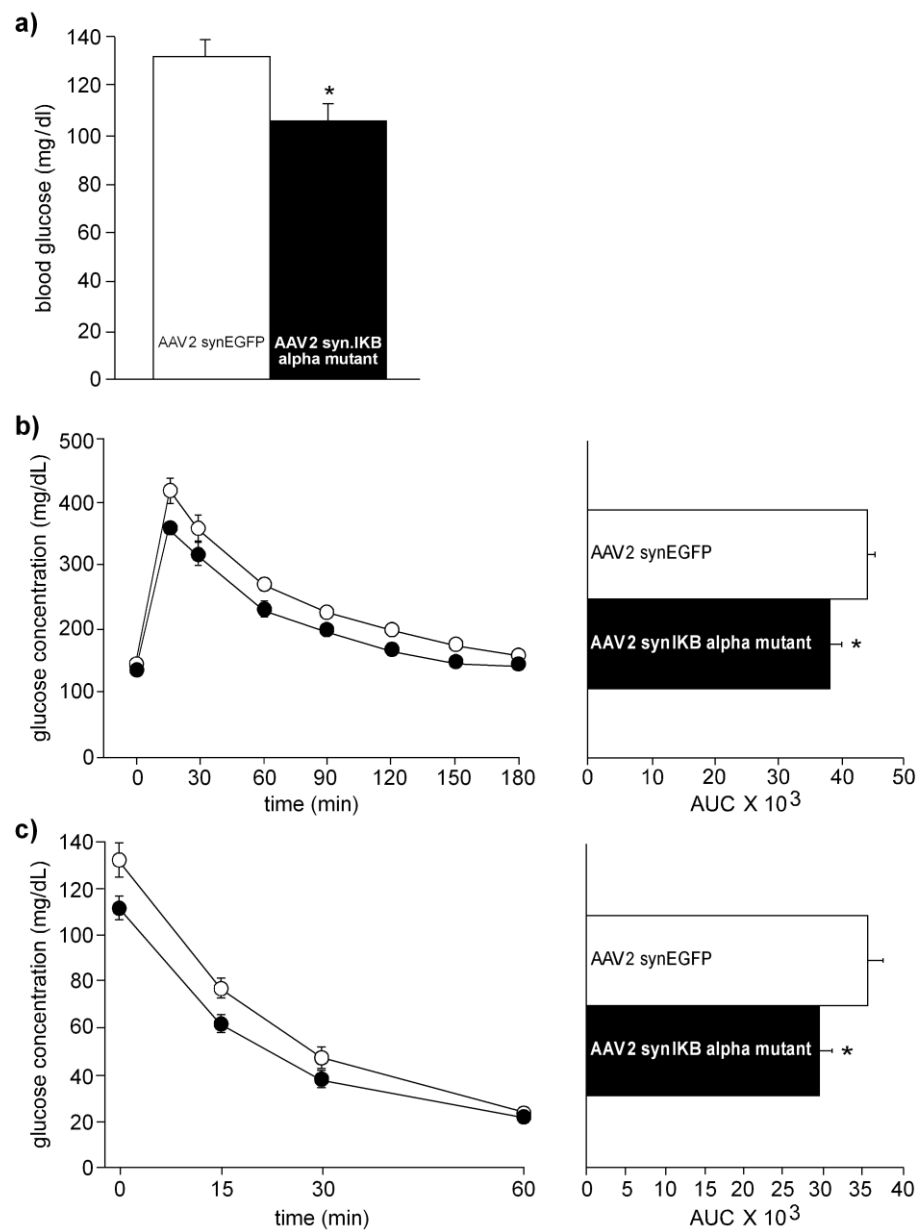 a)
140
120
100
80
60
40
20
0
blood glucose (mg/dl)
*
AAV2 synEGFP
AAV2 syn.IKB
alpha mutant
b)
500
400
300
200
100
0
glucose concentration (mg/dL)
0 30 60 90 120 150 180
time (min)
AAV2 synEGFP
AAV2 synIKB alpha mutant *
0 10 20 30 40 50
AUC X 10³
c)
140
120
100
80
60
40
20
0
glucose concentration (mg/dL)
0 15 30 60
time (min)
AAV2 synEGFP
AAV2 synIKB alpha mutant *
0 5 10 15 20 25 30 35 40
AUC X 10³